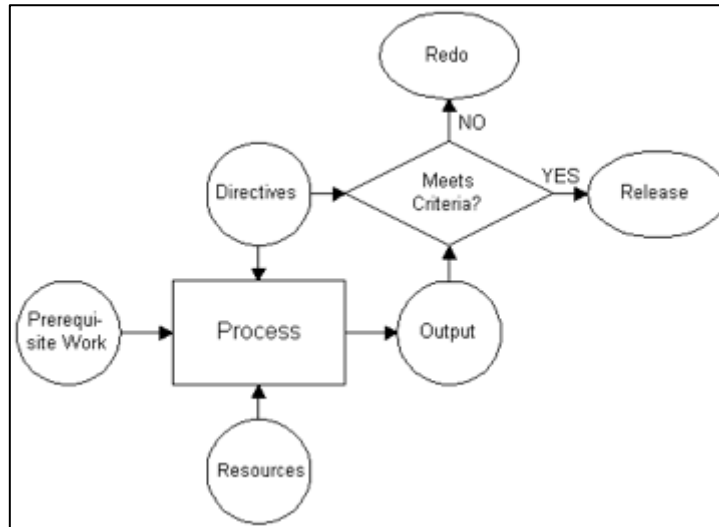 Redo
NO
Directives
Meets
Criteria?
YES
Release
Prerequi-
site Work
Process
Output
Resources